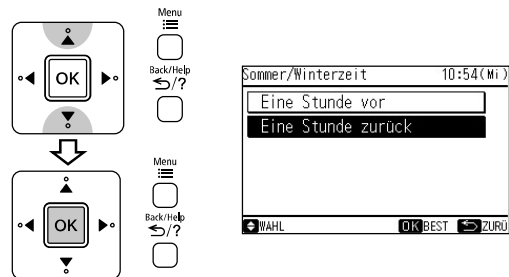 Menu
OK
Back/Help
/?
Menu
OK
Back/Help
/?
Sommer/Winterzeit 10:54(Mi)
Eine Stunde vor
Eine Stunde zurück
WAHL OK BEST ZURÜ